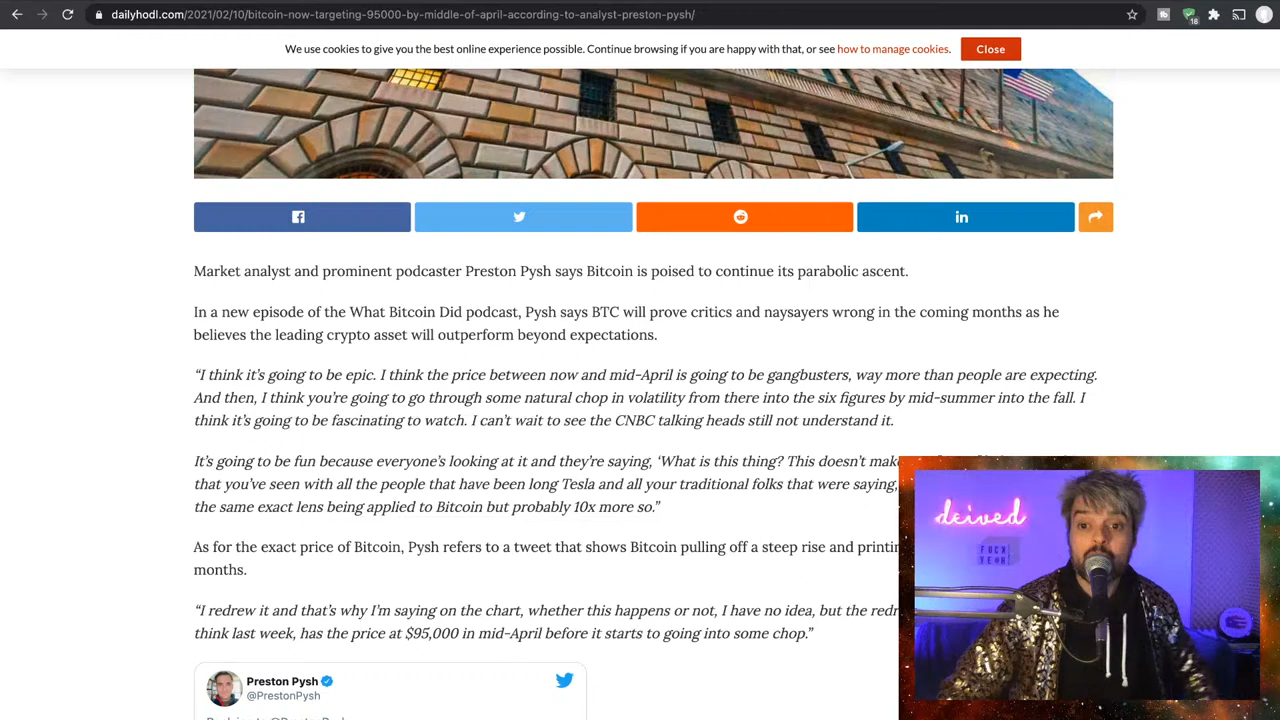 dailyhodl.com/2021/02/10/bitcoin-now-targeting-95000-by-middle-of-april-according-to-analyst-preston-pysh/
18
We use cookies to give you the best online experience possible. Continue browsing if you are happy with that, or see how to manage cookies.
Close
Market analyst and prominent podcaster Preston Pysh says Bitcoin is poised to continue its parabolic ascent.
In a new episode of the What Bitcoin Did podcast, Pysh says BTC will prove critics and naysayers wrong in the coming months as he
believes the leading crypto asset will outperform beyond expectations.
“I think it’s going to be epic. I think the price between now and mid-April is going to be gangbusters, way more than people are expecting.
And then, I think you’re going to go through some natural chop in volatility from there into the six figures by mid-summer into the fall. I
think it’s going to be fascinating to watch. I can’t wait to see the CNBC talking heads still not understand it.
It’s going to be fun because everyone’s looking at it and they’re saying, ‘What is this thing? This doesn’t mak
that you’ve seen with all the people that have been long Tesla and all your traditional folks that were saying,
the same exact lens being applied to Bitcoin but probably 10x more so.”
As for the exact price of Bitcoin, Pysh refers to a tweet that shows Bitcoin pulling off a steep rise and printin
months.
“I redrew it and that’s why I’m saying on the chart, whether this happens or not, I have no idea, but the redr
think last week, has the price at $95,000 in mid-April before it starts to going into some chop.”
Preston Pysh
@PrestonPysh
deived
FUCK
YEAH